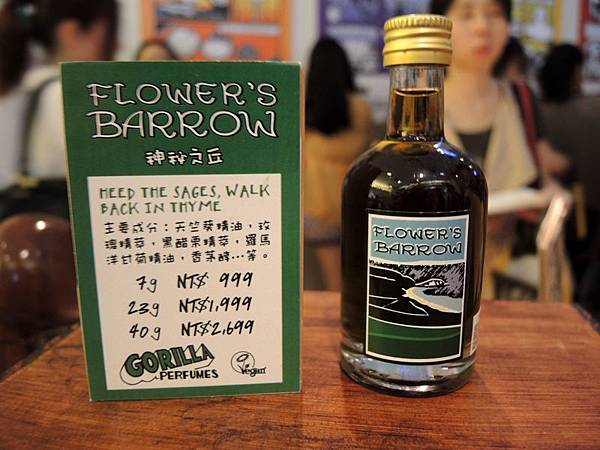 FLOWER'S
BARROW
神秘之丘
HEED THE SAGES, WALK
BACK IN THYME
主要成分：天竺葵精油，玫
瑰精萃，黑醋栗精萃，羅馬
洋甘菊精油，香茅醇…等。
7g NT$ 999
23g NT$1,999
40g NT$2,699
GORILLA
PERFUMES
Vegan
FLOWER'S
BARROW